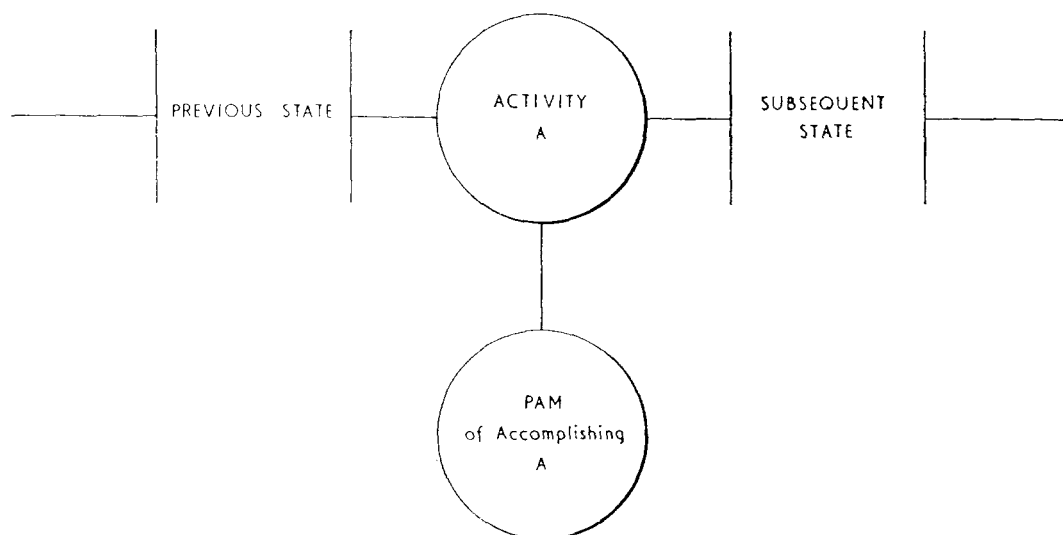 PREVIOUS STATE
ACTIVITY
A
SUBSEQUENT
STATE
PAM
of Accomplishing
A